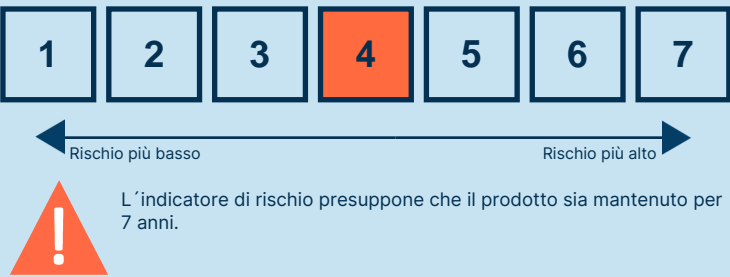 1 2 3 4 5 6 7
Rischio più basso Rischio più alto
L´indicatore di rischio presuppone che il prodotto sia mantenuto per
7 anni.